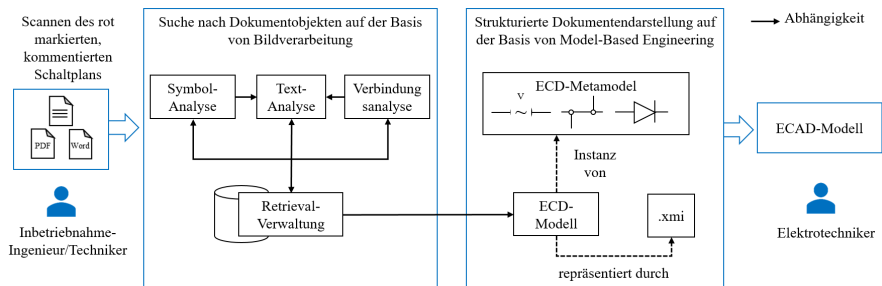 Scannen des rot
markierten,
kommentierten
Schaltplans
PDF
Word
Inbetriebnahme-
Ingenieur/Techniker
Suche nach Dokumentobjekten auf der Basis
von Bildverarbeitung
Symbol-
Analyse
Text-
Analyse
Verbindung
sanalyse
Retrieval-
Verwaltung
Strukturierte Dokumentendarstellung auf
der Basis von Model-Based Engineering
ECD-Metamodel
V
~
Instanz
von
ECD-
Modell
.xmi
repräsentiert durch
Abhängigkeit
ECAD-Modell
Elektrotechniker